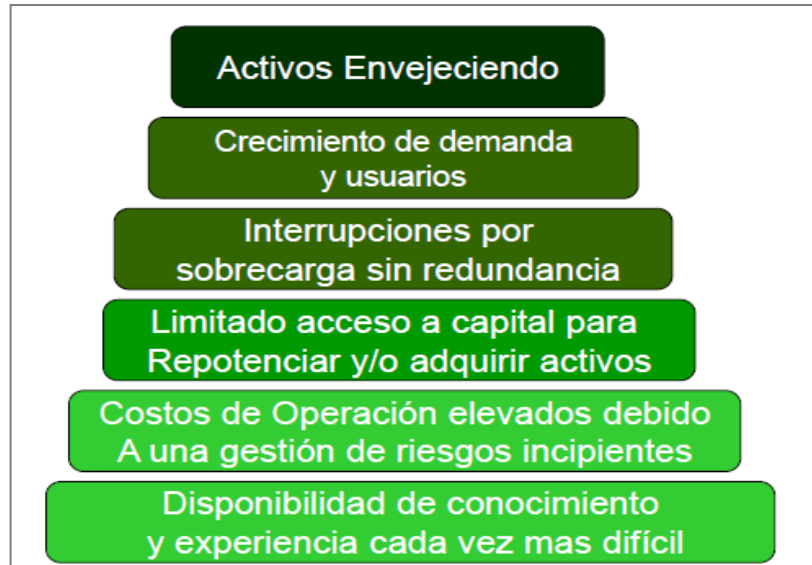 Activos Envejeciendo
Crecimiento de demanda
y usuarios
Interrupciones por
sobrecarga sin redundancia
Limitado acceso a capital para
Repotenciar y/o adquirir activos
Costos de Operación elevados debido
A una gestión de riesgos incipientes
Disponibilidad de conocimiento
y experiencia cada vez mas difícil